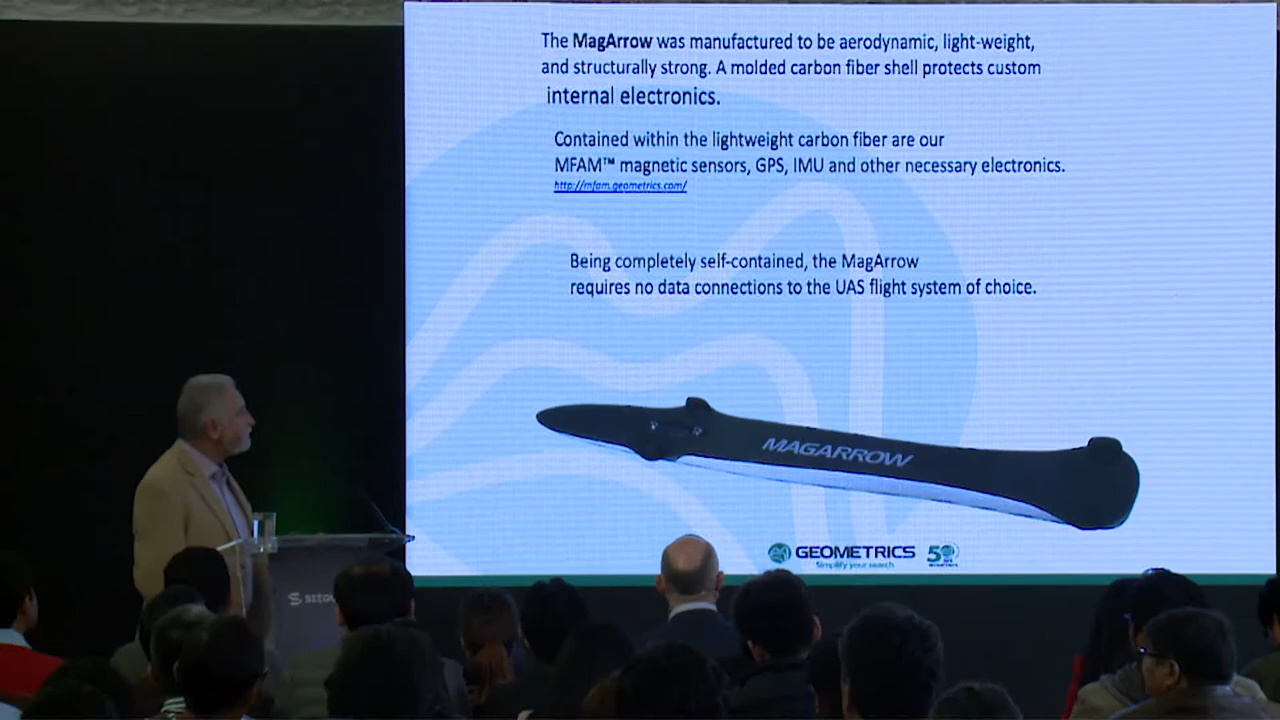 The MagArrow was manufactured to be aerodynamic, light-weight,
and structurally strong. A molded carbon fiber shell protects custom
internal electronics.
Contained within the lightweight carbon fiber are our
MFAM™ magnetic sensors, GPS, IMU and other necessary electronics.
http://mfam.geometrics.com/
Being completely self-contained, the MagArrow
requires no data connections to the UAS flight system of choice.
MAGARROW
GEOMETRICS
Simplify your search
50